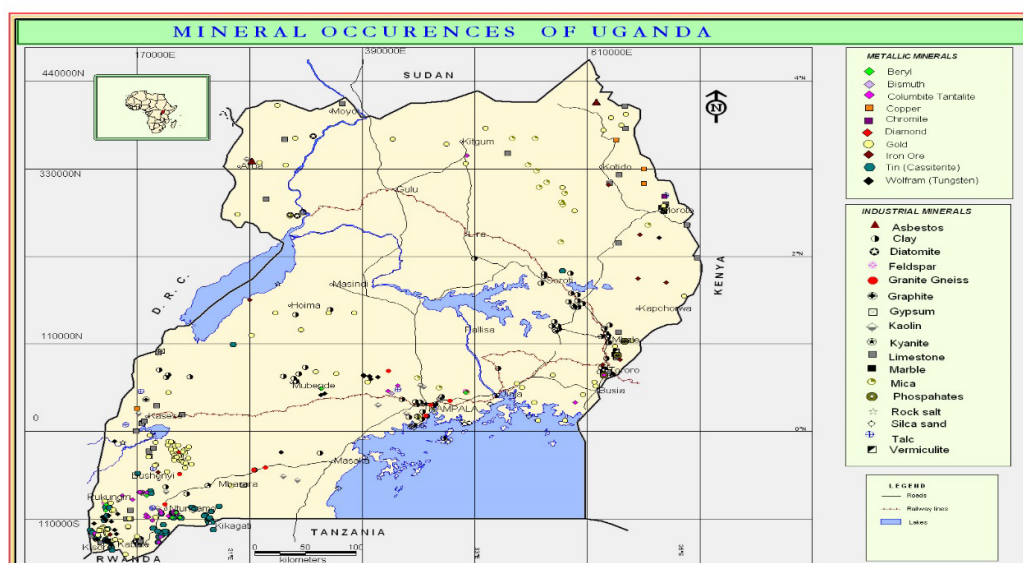 MINERAL OCCURENCES OF UGANDA
170000E
390000E
610000E
440000N
SUDAN
4°N
Moyo
Kitgum
Arua
Kotido
330000N
Gulu
Moroto
Lira
2°N
D. R. C.
Masindi
Soroti
KENYA
Hoima
Kapchorwa
Pallisa
110000N
Mbale
Tororo
Mubende
Busia
KAMPALA
Jinja
0
Kasese
0°N
Masaka
Bushenyi
Mbarara
Rukungiri
Ntungamo
110000S
Kikagati
Kabale
Kisoro
TANZANIA
RWANDA
0 50 100
kilometers
N
METALLIC MINERALS
Beryl
Bismuth
Columbite Tantalite
Copper
Chromite
Diamond
Gold
Iron Ore
Tin (Cassiterite)
Wolfram (Tungsten)
INDUSTRIAL MINERALS
Asbestos
Clay
Diatomite
Feldspar
Granite Gneiss
Graphite
Gypsum
Kaolin
Kyanite
Limestone
Marble
Mica
Phospahates
Rock salt
Silca sand
Talc
Vermiculite
LEGEND
Roads
Railway lines
Lakes